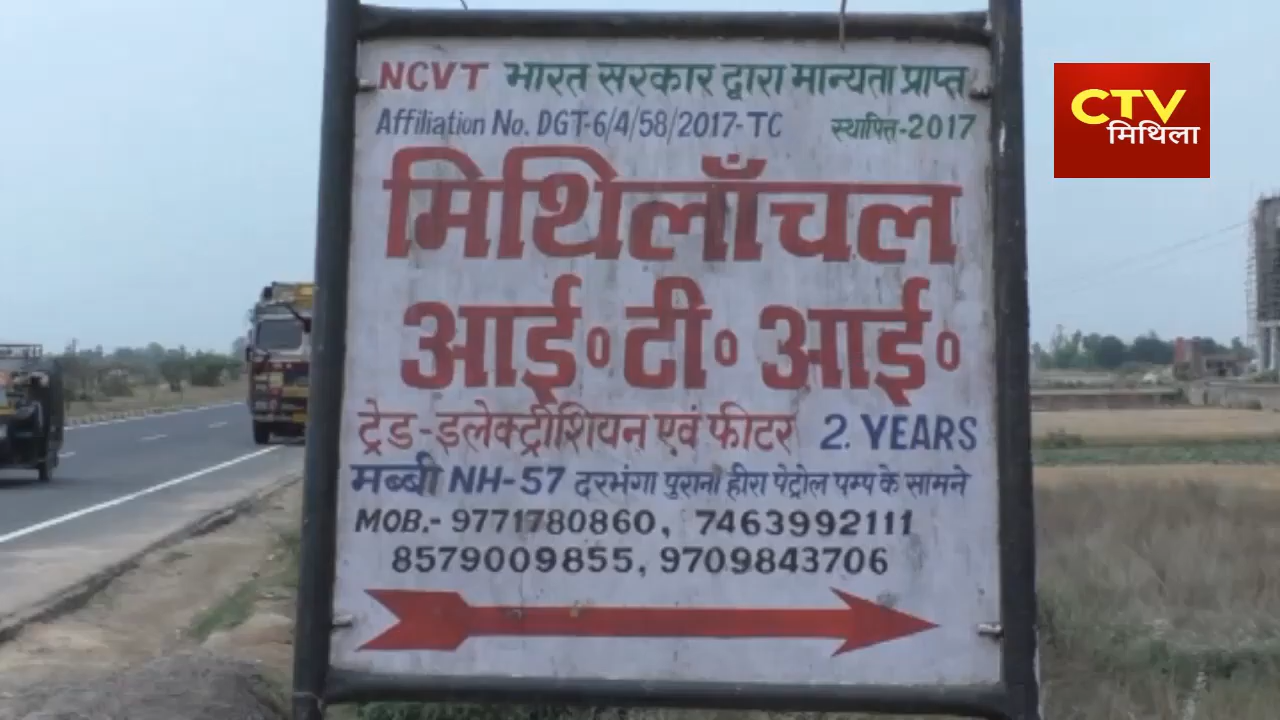 NCVT भारत सरकार द्वारा मान्यता प्राप्त
Affiliation No. DGT-6/4/58/2017-TC स्थापित-2017
मिथिलाँचल
आई॰टी॰आई॰
ट्रेड-इलेक्ट्रीशियन एवं फीटर 2. YEARS
मब्बी NH-57 दरभंगा पुराना हीरा पेट्रोल पम्प के सामने
MOB.- 9771780860, 7463992111
8579009855, 9709843706
CTV
मिथिला